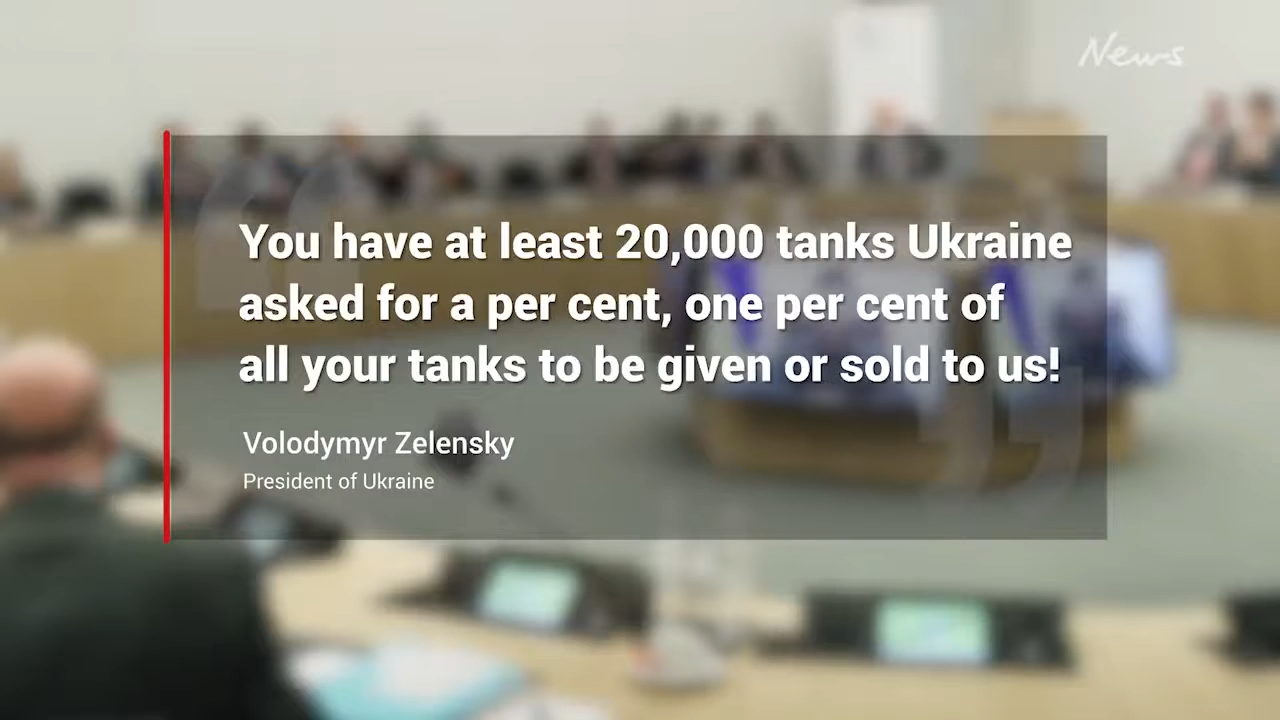 News
You have at least 20,000 tanks Ukraine
asked for a per cent, one per cent of
all your tanks to be given or sold to us!
Volodymyr Zelensky
President of Ukraine